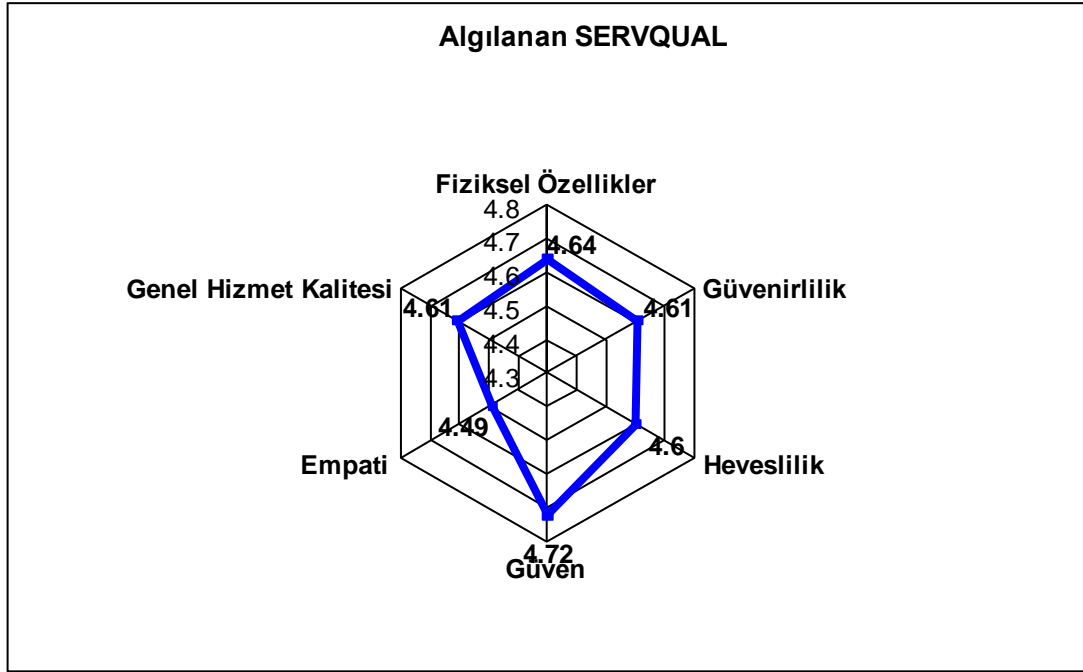 Algılanan SERVQUAL
Fiziksel Özellikler
4.8
4.7
4.64
4.6
Genel Hizmet Kalitesi
Güvenirlilik
4.61
4.5
4.61
4.4
4.3
4.49
4.6
Empati
Heveslilik
4.72
Güven